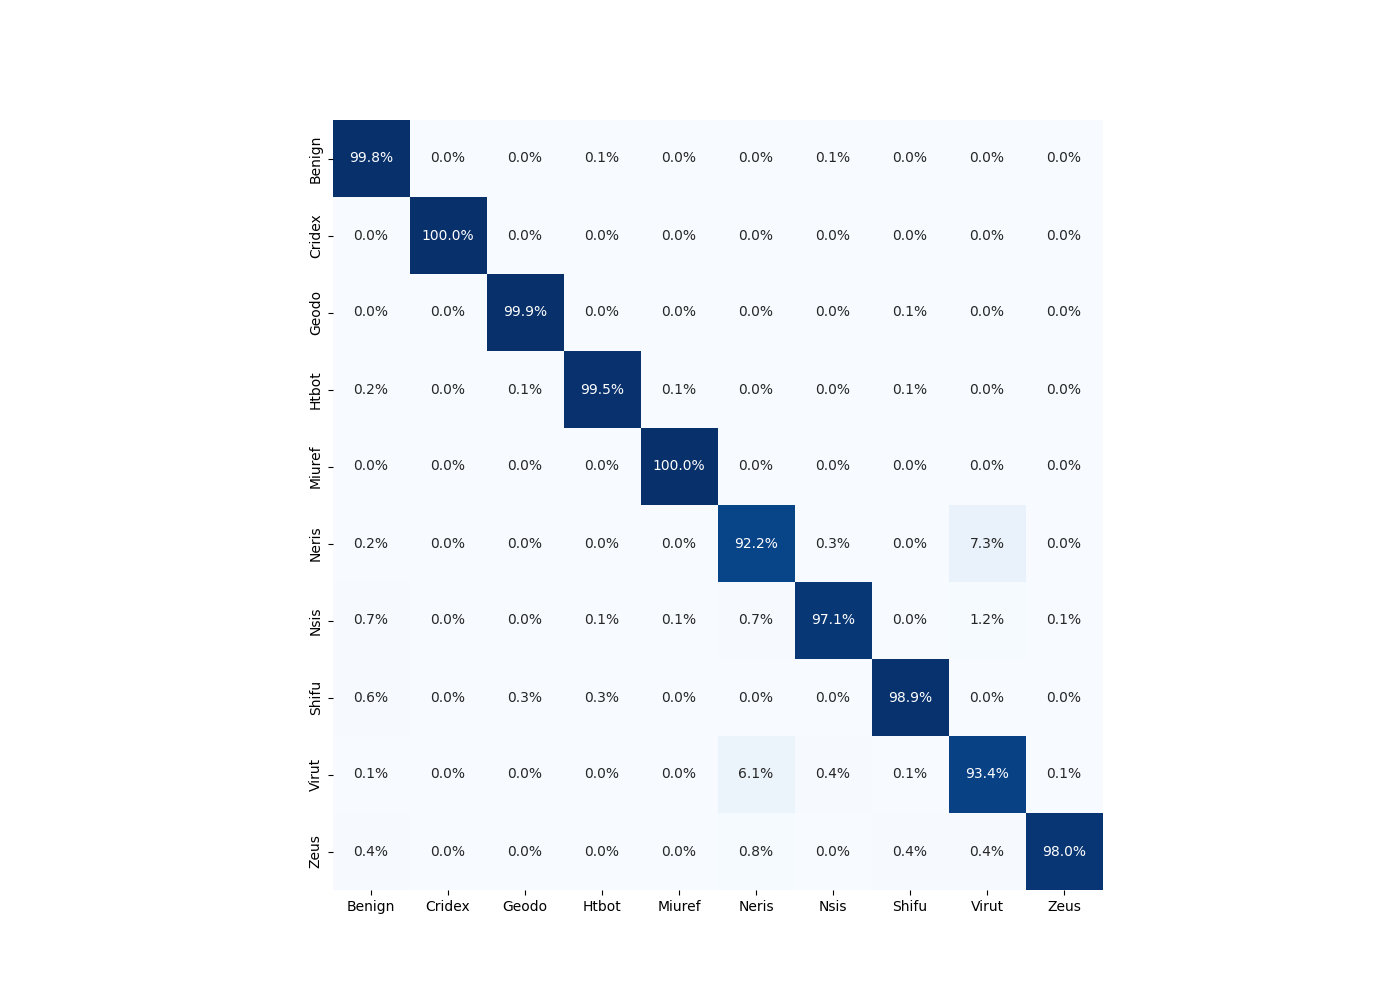 Benign 99.8% 0.0% 0.0% 0.1% 0.0% 0.0% 0.1% 0.0% 0.0% 0.0%
Cridex 0.0% 100.0% 0.0% 0.0% 0.0% 0.0% 0.0% 0.0% 0.0% 0.0%
Geodo 0.0% 0.0% 99.9% 0.0% 0.0% 0.0% 0.0% 0.1% 0.0% 0.0%
Htbot 0.2% 0.0% 0.1% 99.5% 0.1% 0.0% 0.0% 0.1% 0.0% 0.0%
Miuref 0.0% 0.0% 0.0% 0.0% 100.0% 0.0% 0.0% 0.0% 0.0% 0.0%
Neris 0.2% 0.0% 0.0% 0.0% 0.0% 92.2% 0.3% 0.0% 7.3% 0.0%
Nsis 0.7% 0.0% 0.0% 0.1% 0.1% 0.7% 97.1% 0.0% 1.2% 0.1%
Shifu 0.6% 0.0% 0.3% 0.3% 0.0% 0.0% 0.0% 98.9% 0.0% 0.0%
Virut 0.1% 0.0% 0.0% 0.0% 0.0% 6.1% 0.4% 0.1% 93.4% 0.1%
Zeus 0.4% 0.0% 0.0% 0.0% 0.0% 0.8% 0.0% 0.4% 0.4% 98.0%
Benign Cridex Geodo Htbot Miuref Neris Nsis Shifu Virut Zeus